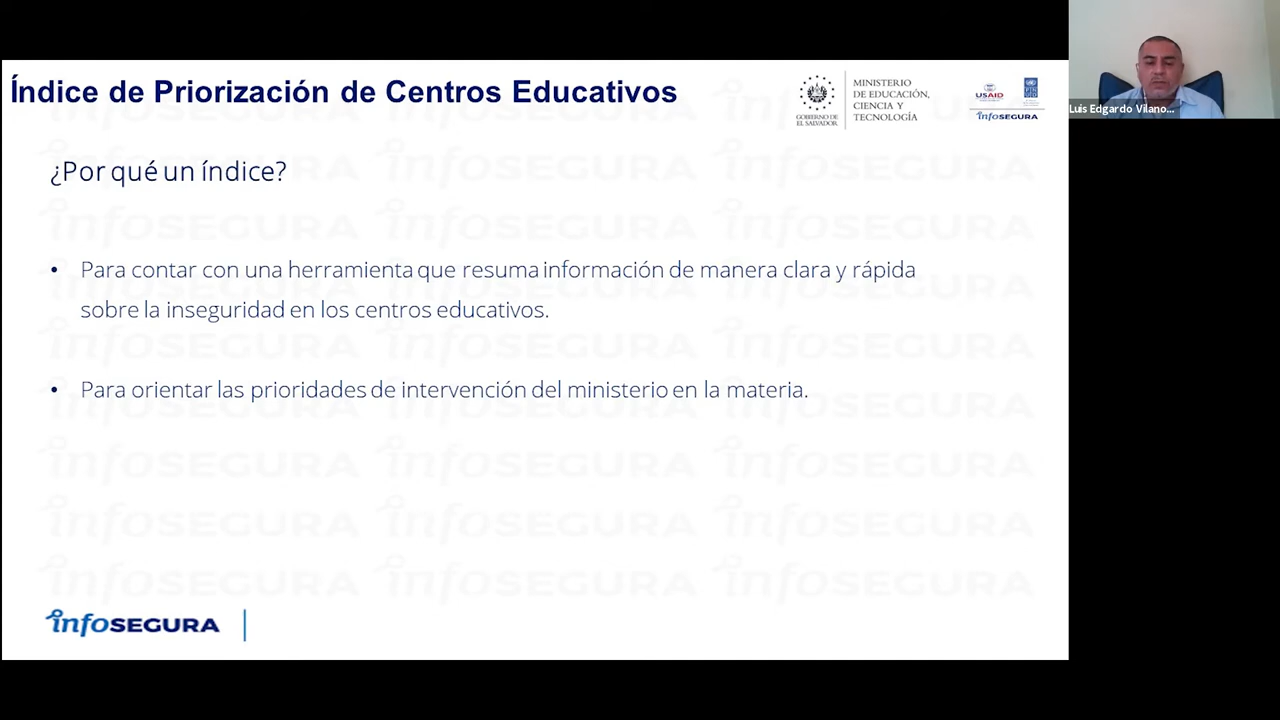 Índice de Priorización de Centros Educativos
GOBIERNO DE
EL SALVADOR
MINISTERIO
DE EDUCACIÓN,
CIENCIA Y
TECNOLOGÍA
USAID
infosegura
Luis Edgardo Vilano...
¿Por qué un índice?
• Para contar con una herramienta que resuma información de manera clara y rápida
sobre la inseguridad en los centros educativos.
• Para orientar las prioridades de intervención del ministerio en la materia.
infosegura